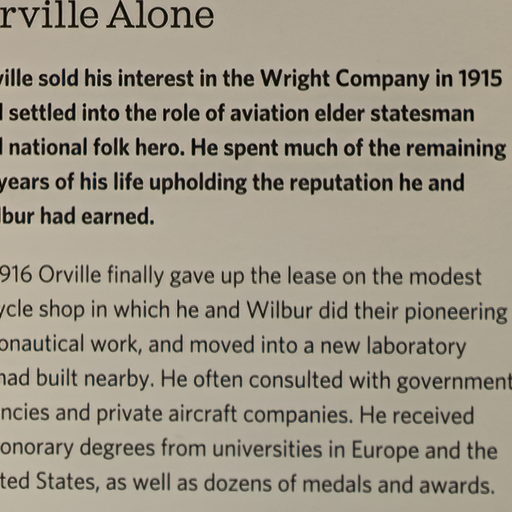 rville Alone
ville sold his interest in the Wright Company in 1915
settled into the role of aviation elder statesman
national folk hero. He spent much of the remaining
years of his life upholding the reputation he and
lbur had earned.
916 Orville finally gave up the lease on the modest
ycle shop in which he and Wilbur did their pioneering
onautical work, and moved into a new laboratory
had built nearby. He often consulted with government
ncies and private aircraft companies. He received
onorary degrees from universities in Europe and the
ted States, as well as dozens of medals and awards.